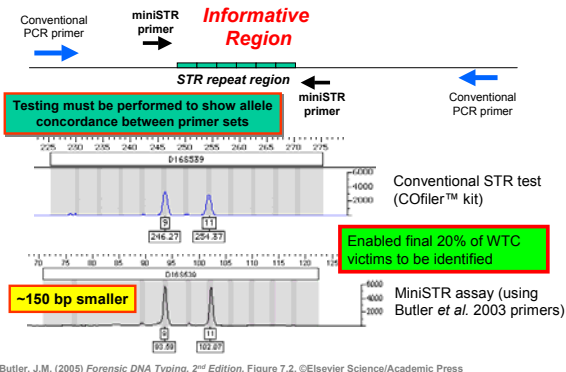 Conventional
PCR primer
miniSTR
primer
Informative
Region
STR repeat region
miniSTR
primer
Conventional
PCR primer
Testing must be performed to show allele
concordance between primer sets
225 230 235 240 245 250 255 260 265 270 275
D16S539
6000
4000
2000
9
11
246.27
254.37
Conventional STR test
(COfiler™ kit)
Enabled final 20% of WTC
victims to be identified
70 75 80 85 90 95 100 105 110 115 120 125
D16S539
6000
4000
2000
9
11
93.59
102.07
~150 bp smaller
MiniSTR assay (using
Butler et al. 2003 primers)
Butler, J.M. (2005) Forensic DNA Typing, 2nd Edition, Figure 7.2, ©Elsevier Science/Academic Press